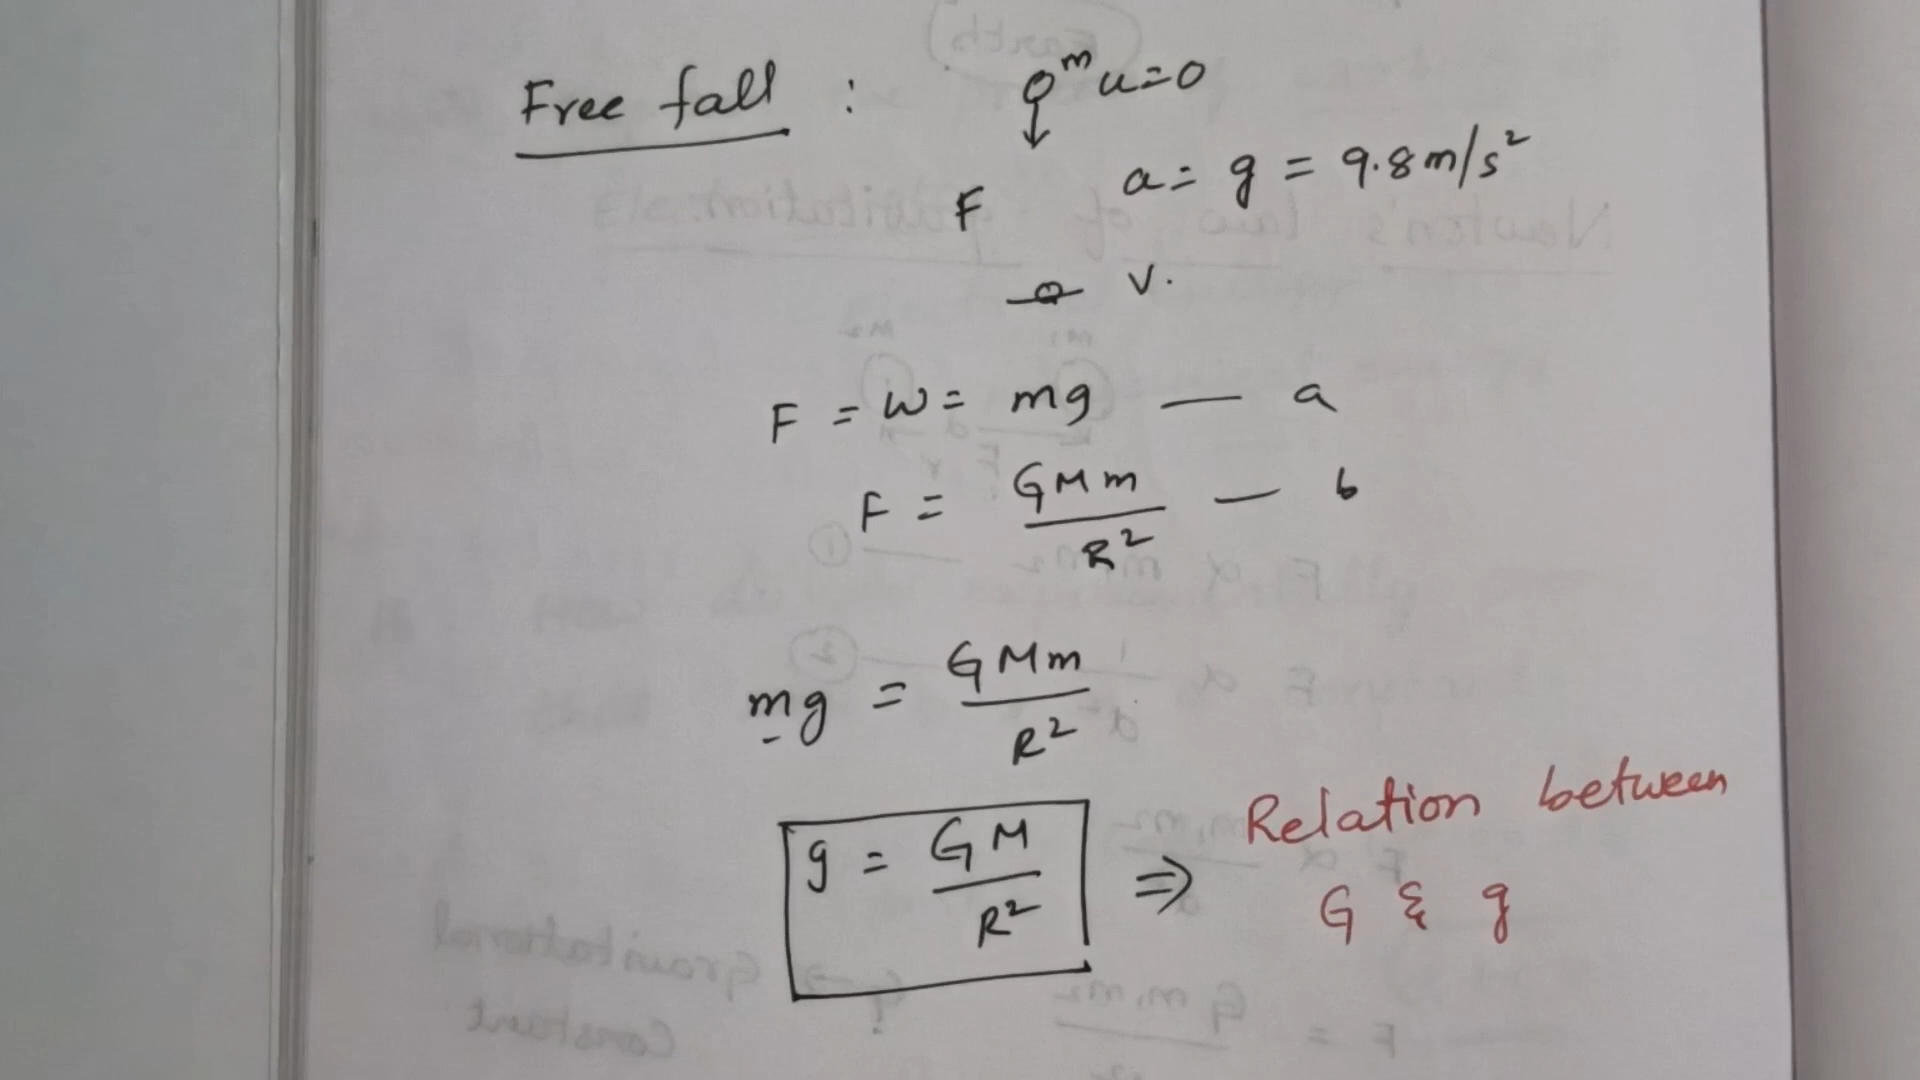 Free fall : m u=0
F a = g = 9.8 m/s²
v.
F = W = mg — a
F = GMm/R² — b
mg = GMm/R²
g = GM/R² ⇒ Relation between
G & g